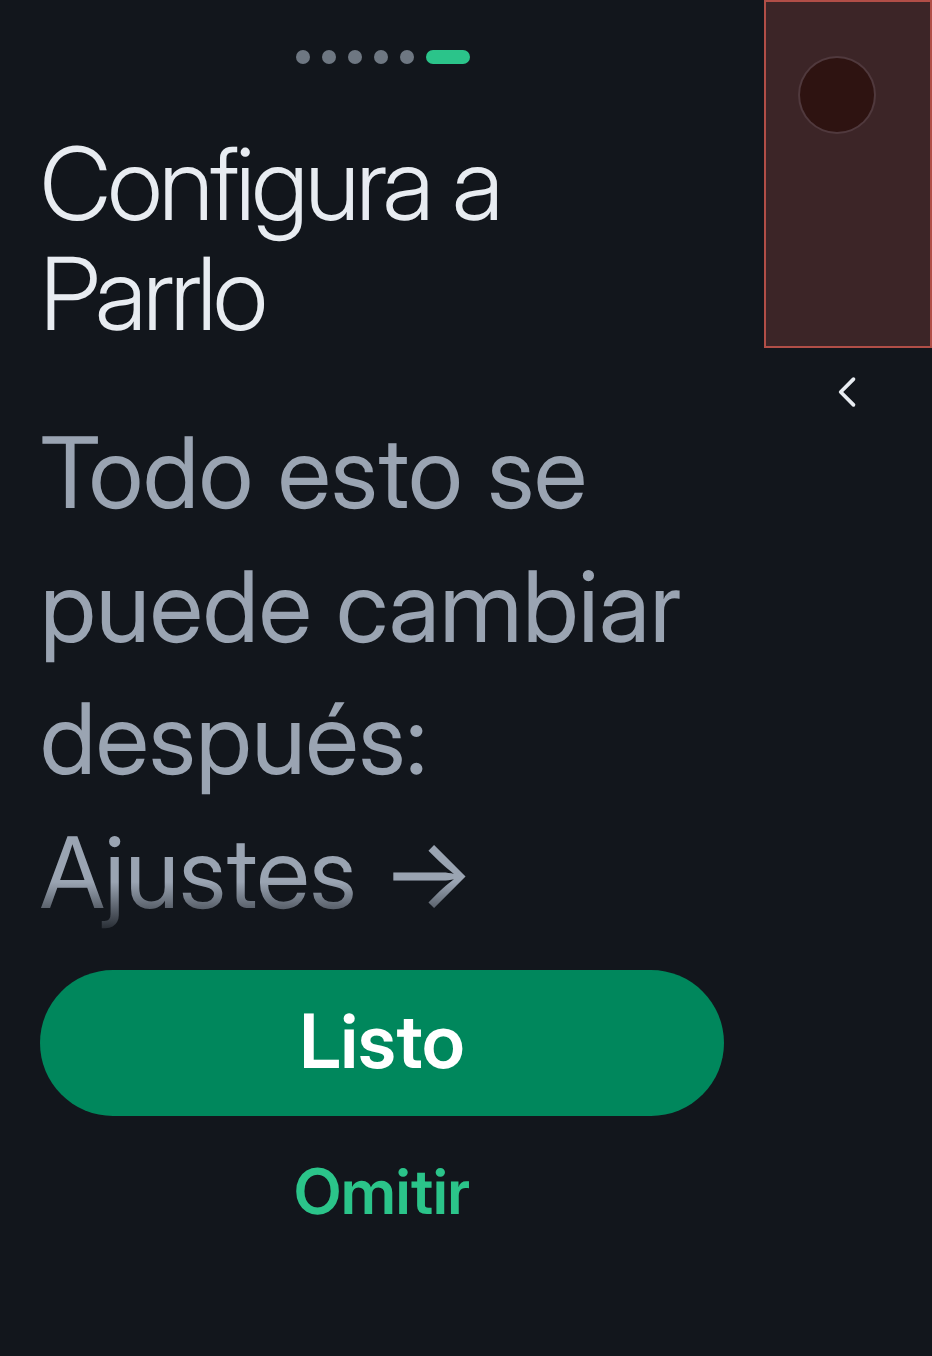 Configura a
Parrlo
Todo esto se
puede cambiar
después:
Ajustes →
Listo
Omitir